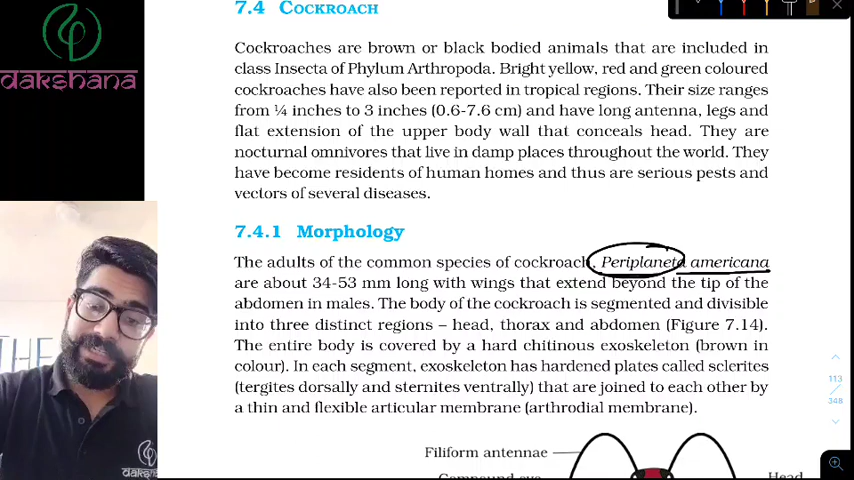 7.4 COCKROACH
dakshana
Cockroaches are brown or black bodied animals that are included in
class Insecta of Phylum Arthropoda. Bright yellow, red and green coloured
cockroaches have also been reported in tropical regions. Their size ranges
from ¼ inches to 3 inches (0.6-7.6 cm) and have long antenna, legs and
flat extension of the upper body wall that conceals head. They are
nocturnal omnivores that live in damp places throughout the world. They
have become residents of human homes and thus are serious pests and
vectors of several diseases.
7.4.1 Morphology
The adults of the common species of cockroach, Periplaneta americana
are about 34-53 mm long with wings that extend beyond the tip of the
abdomen in males. The body of the cockroach is segmented and divisible
into three distinct regions – head, thorax and abdomen (Figure 7.14).
The entire body is covered by a hard chitinous exoskeleton (brown in
colour). In each segment, exoskeleton has hardened plates called sclerites
(tergites dorsally and sternites ventrally) that are joined to each other by
a thin and flexible articular membrane (arthrodial membrane).
113
348
Filiform antennae
Compound eye
Head
THE
dakshana